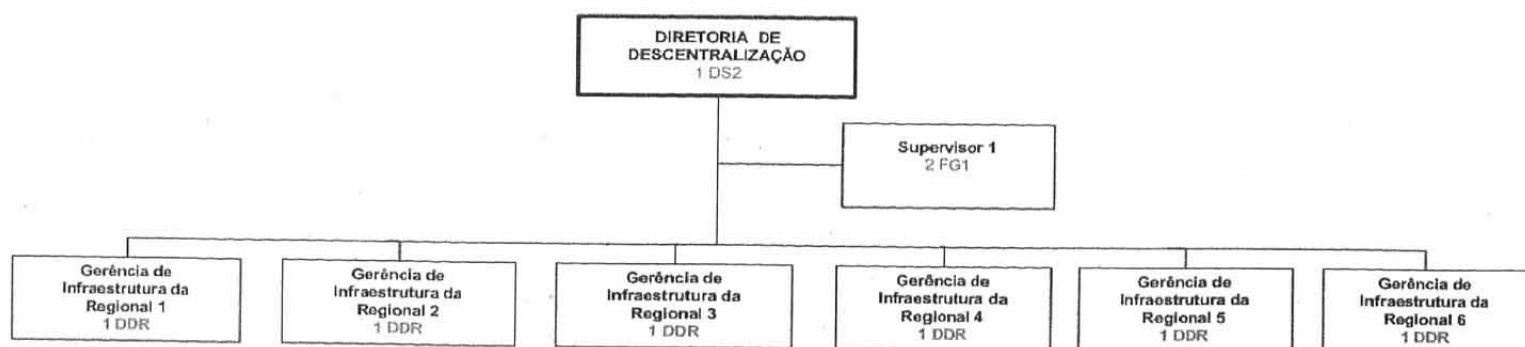 DIRETORIA DE
DESCENTRALIZAÇÃO
1 DS2
Supervisor 1
2 FG1
Gerência de
Infraestrutura da
Regional 1
1 DDR
Gerência de
Infraestrutura da
Regional 2
1 DDR
Gerência de
Infraestrutura da
Regional 3
1 DDR
Gerência de
Infraestrutura da
Regional 4
1 DDR
Gerência de
Infraestrutura da
Regional 5
1 DDR
Gerência de
Infraestrutura da
Regional 6
1 DDR